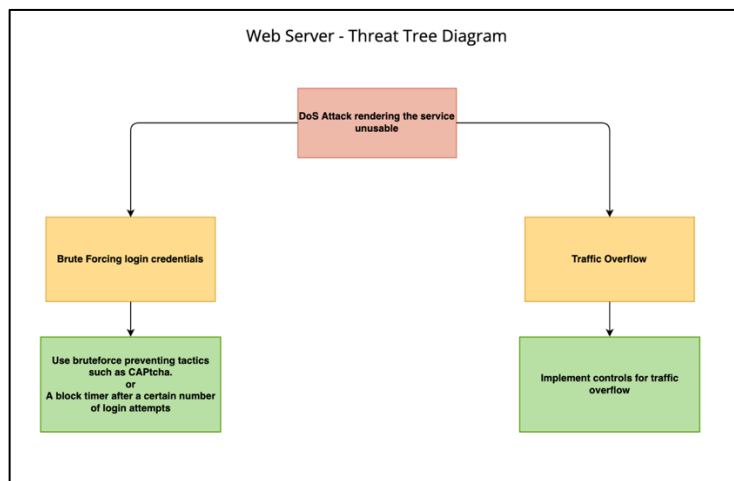 Web Server - Threat Tree Diagram
DoS Attack rendering the service
unusable
Brute Forcing login credentials
Traffic Overflow
Use bruteforce preventing tactics
such as CAPtcha.
or
A block timer after a certain number
of login attempts
Implement controls for traffic
overflow